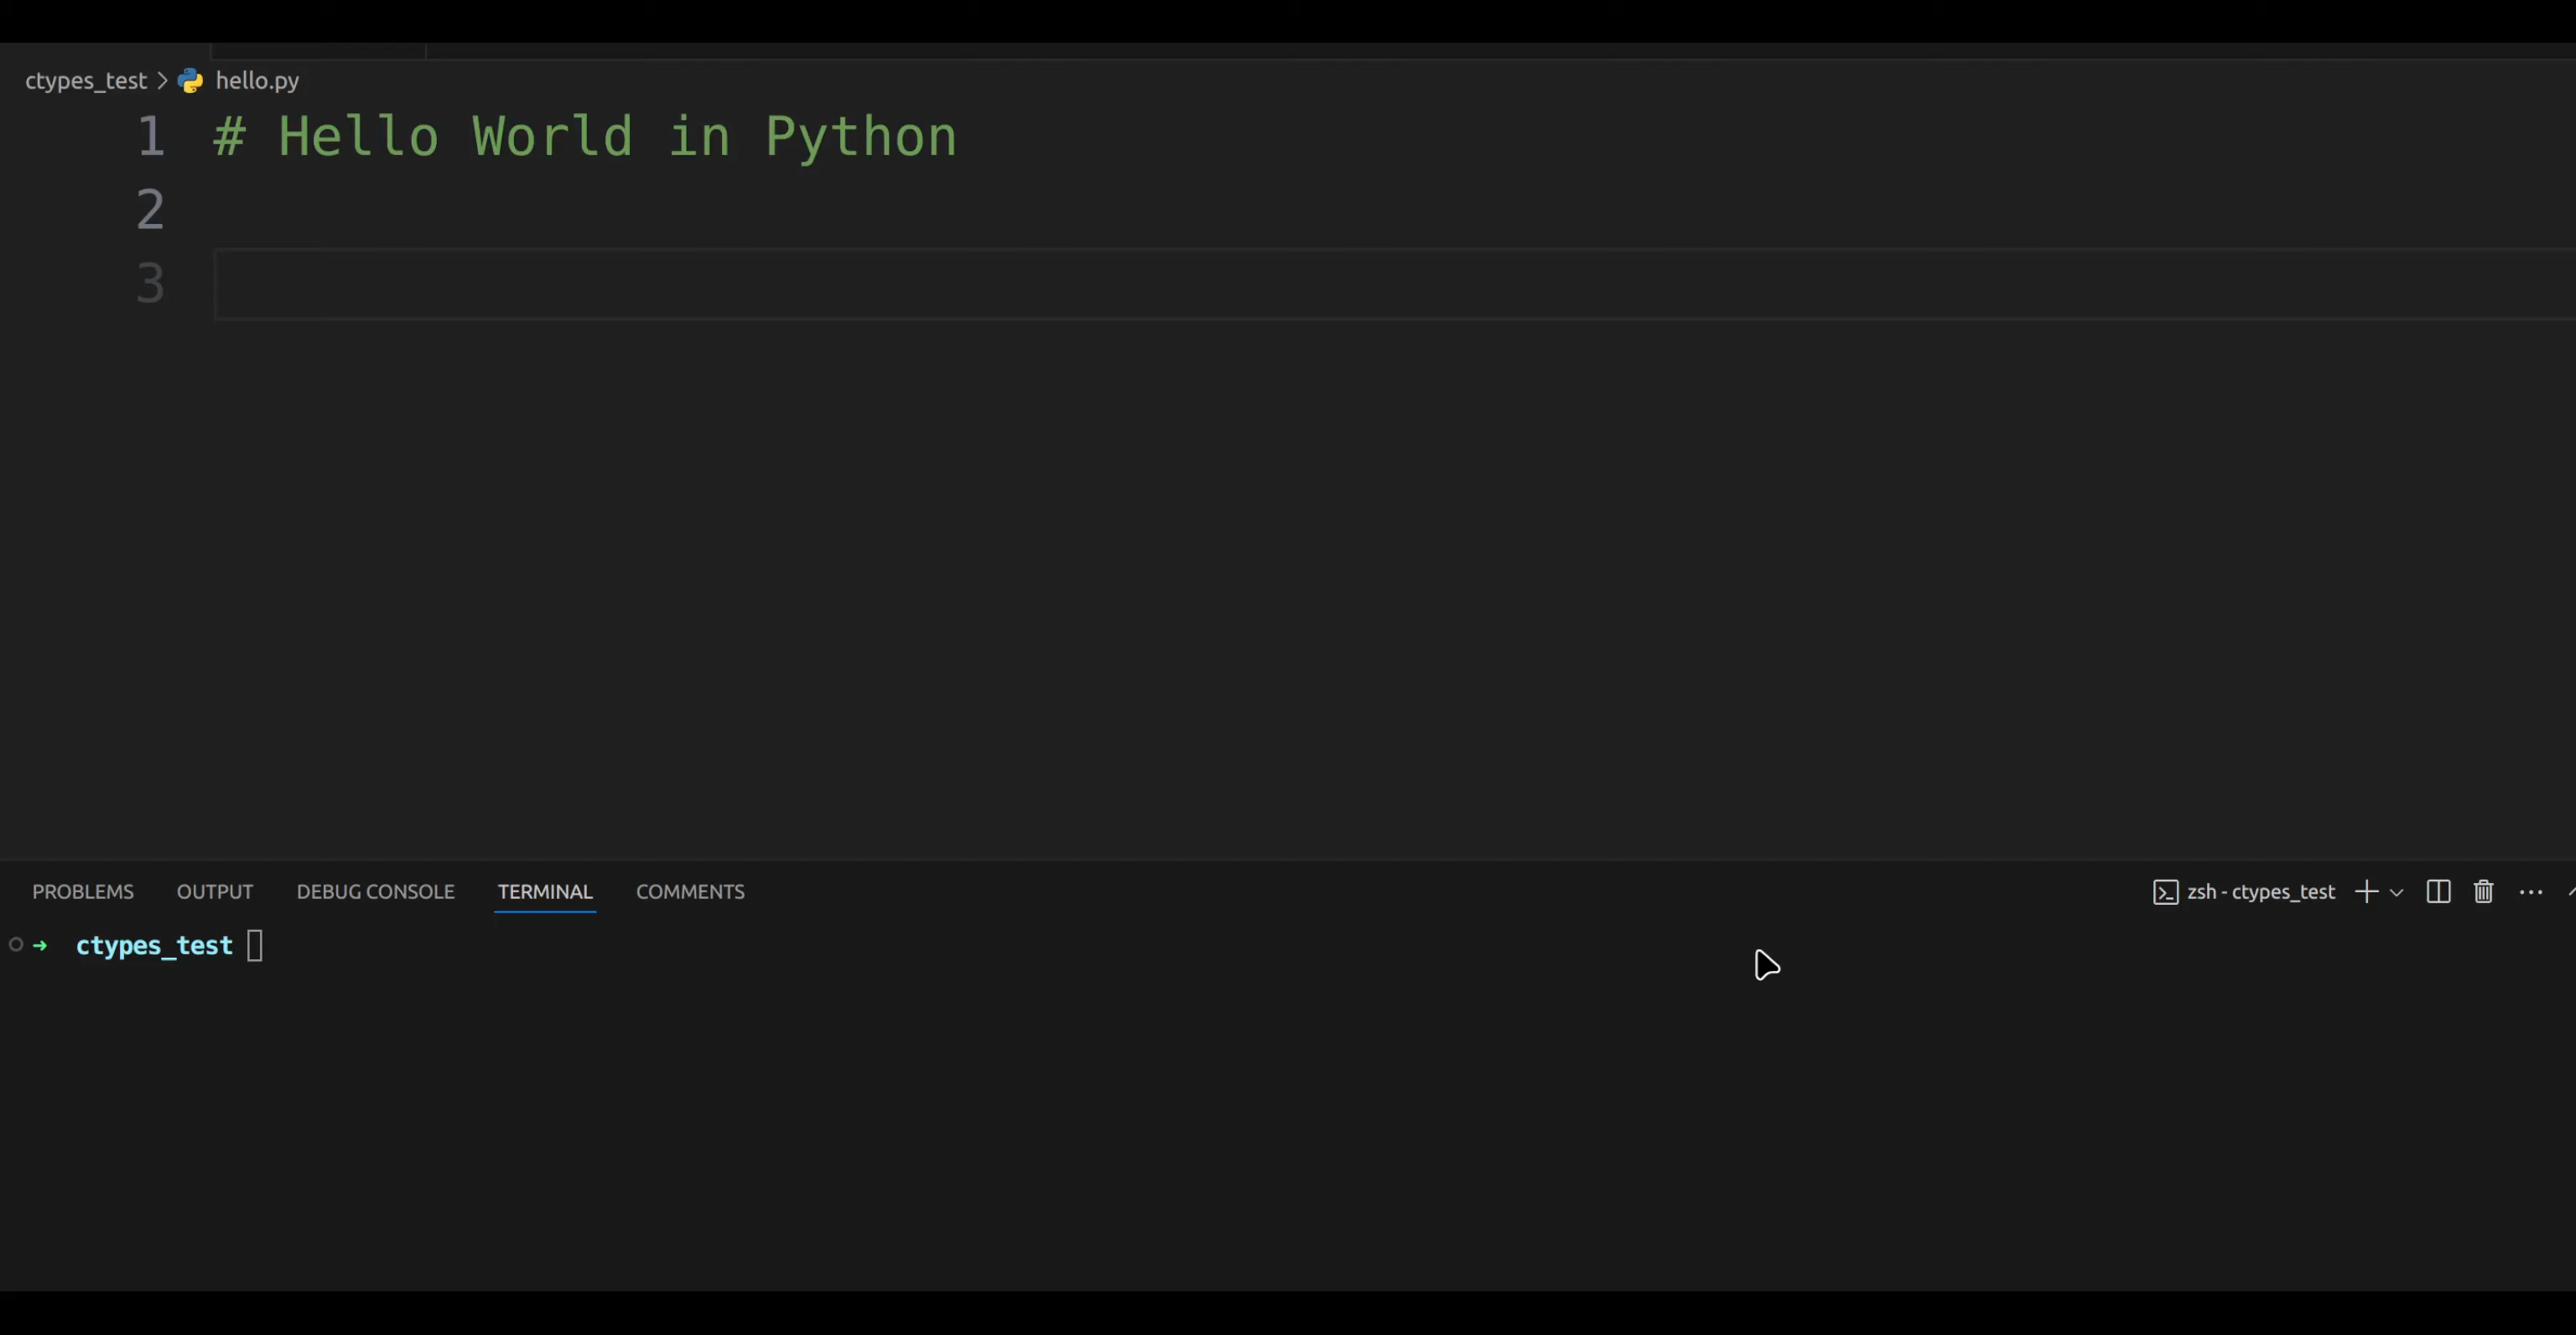 ctypes_test > hello.py
1 # Hello World in Python
2
3
PROBLEMS OUTPUT DEBUG CONSOLE TERMINAL COMMENTS zsh - ctypes_test
→ ctypes_test